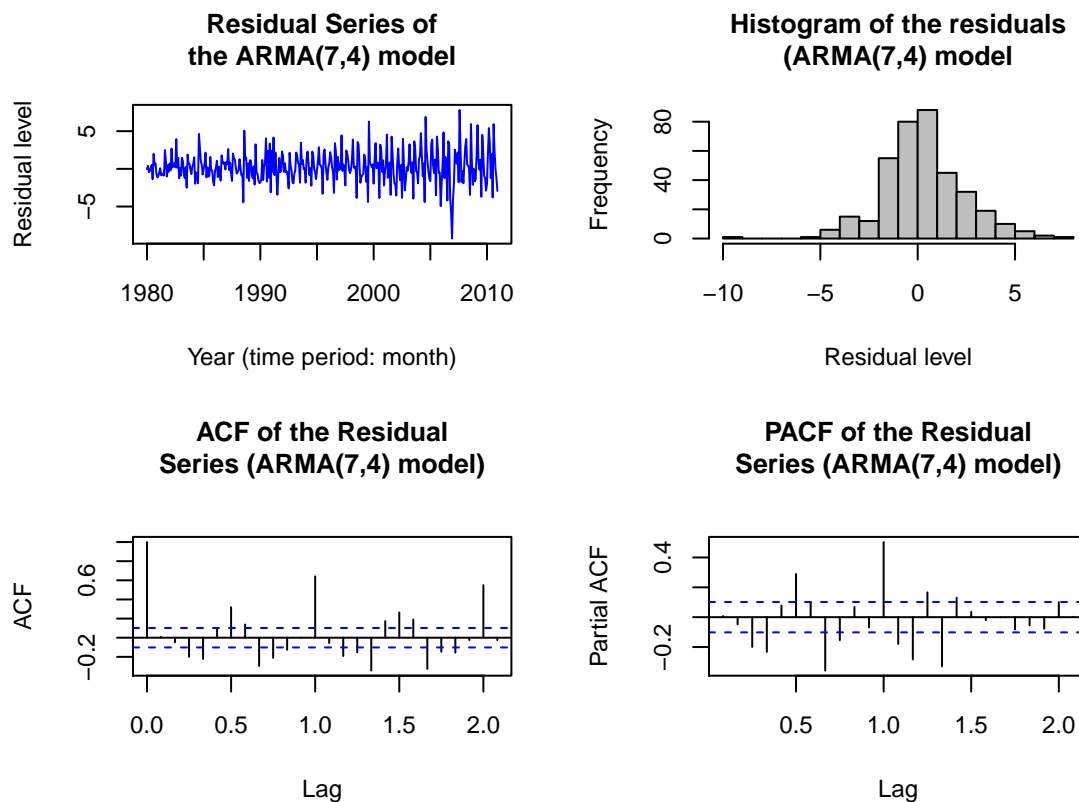 Residual Series of
the ARMA(7,4) model
Residual level
5
−5
1980
1990
2000
2010
Year (time period: month)
Histogram of the residuals
(ARMA(7,4) model
Frequency
80
40
0
−10
−5
0
5
Residual level
ACF of the Residual
Series (ARMA(7,4) model)
ACF
0.6
−0.2
0.0
0.5
1.0
1.5
2.0
Lag
PACF of the Residual
Series (ARMA(7,4) model)
Partial ACF
0.4
−0.2
0.5
1.0
1.5
2.0
Lag